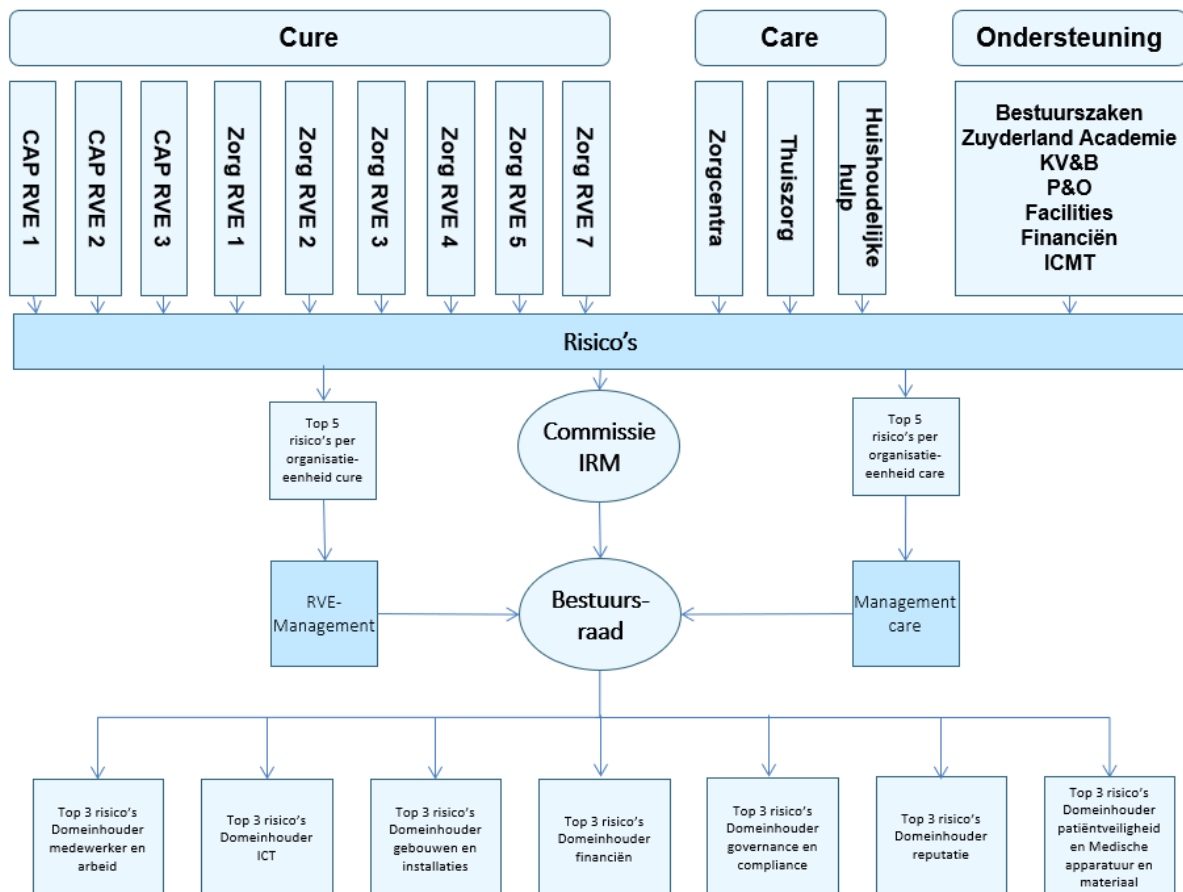 Cure
Care
Ondersteuning
CAP RVE 1
CAP RVE 2
CAP RVE 3
Zorg RVE 1
Zorg RVE 2
Zorg RVE 3
Zorg RVE 4
Zorg RVE 5
Zorg RVE 7
Zorgcentra
Thuiszorg
Huishoudelijke
hulp
Bestuurszaken
Zuyderland Academie
KV&B
P&O
Facilities
Financiën
ICMT
Risico's
Top 5
risico's per
organisatie-
eenheid cure
Commissie
IRM
Top 5
risico's per
organisatie-
eenheid care
RVE-
Management
Bestuurs-
raad
Management
care
Top 3 risico's
Domeinhouder
medewerker en
arbeid
Top 3 risico's
Domeinhouder
ICT
Top 3 risico's
Domeinhouder
gebouwen en
installaties
Top 3 risico's
Domeinhouder
financiën
Top 3 risico's
Domeinhouder
governance en
compliance
Top 3 risico's
Domeinhouder
reputatie
Top 3 risico's
Domeinhouder
patiëntveiligheid
en Medische
apparatuur en
materiaal